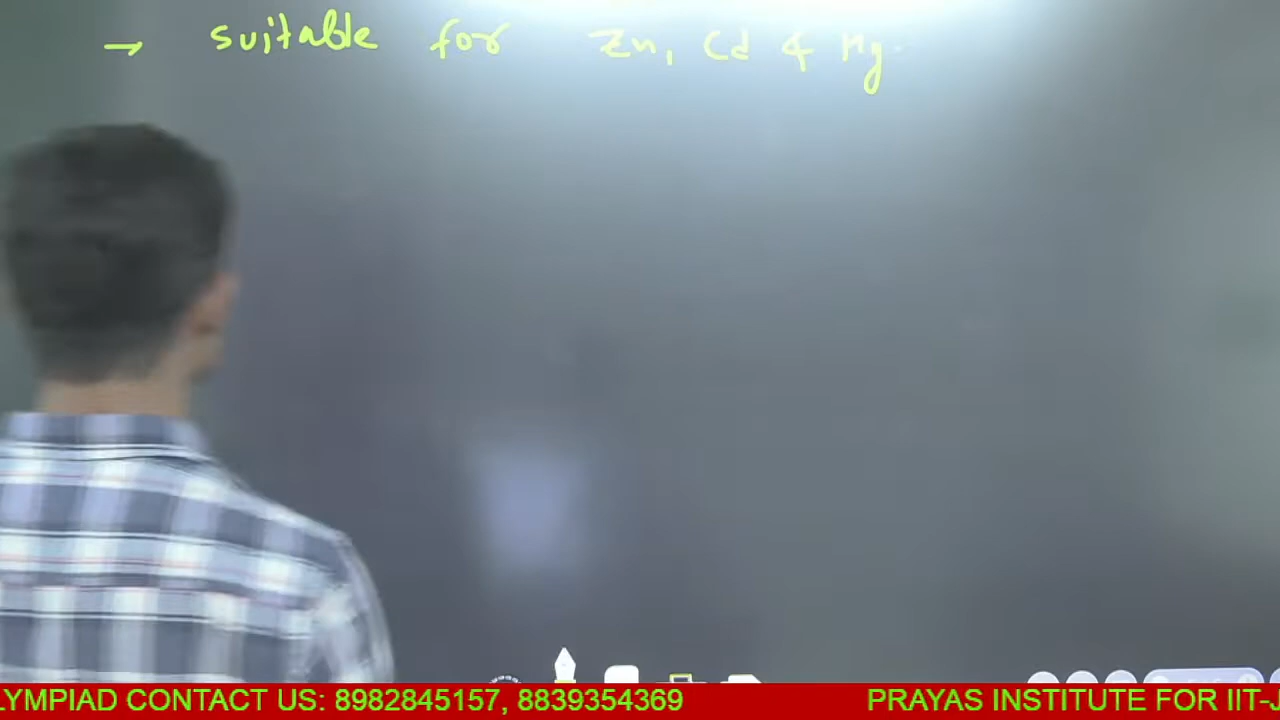 → suitable for Zn, Cd & Hg
LYMPIAD CONTACT US: 8982845157, 8839354369 PRAYAS INSTITUTE FOR IIT-J